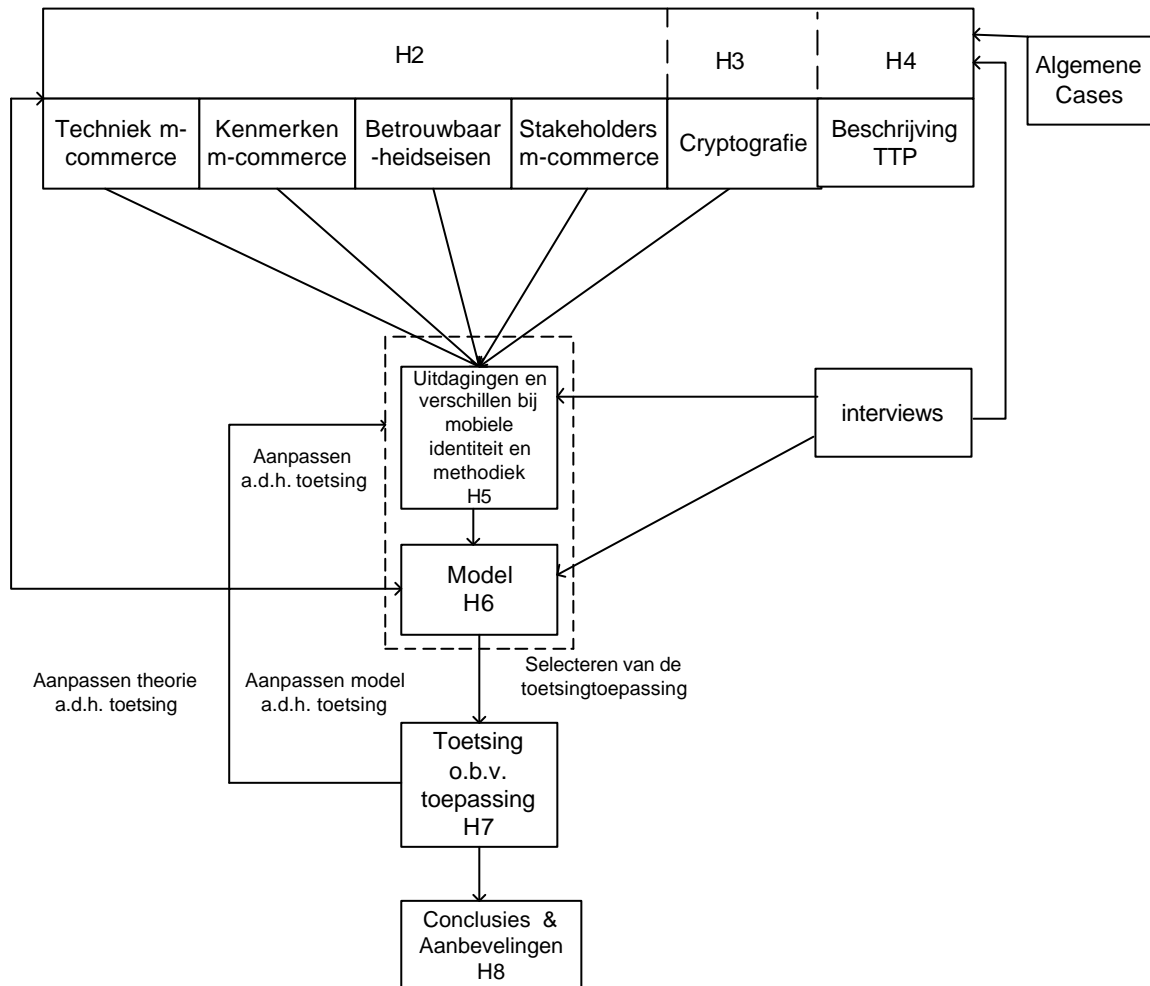 H2
H3
H4
Algemene
Cases
Techniek m-
commerce
Kenmerken
m-commerce
Betrouwbaar
-heidseisen
Stakeholders
m-commerce
Cryptografie
Beschrijving
TTP
Uitdagingen en
verschillen bij
mobiele
identiteit en
methodiek
H5
interviews
Aanpassen
a.d.h. toetsing
Model
H6
Aanpassen theorie
a.d.h. toetsing
Aanpassen model
a.d.h. toetsing
Selecteren van de
toetsingtoepassing
Toetsing
o.b.v.
toepassing
H7
Conclusies &
Aanbevelingen
H8